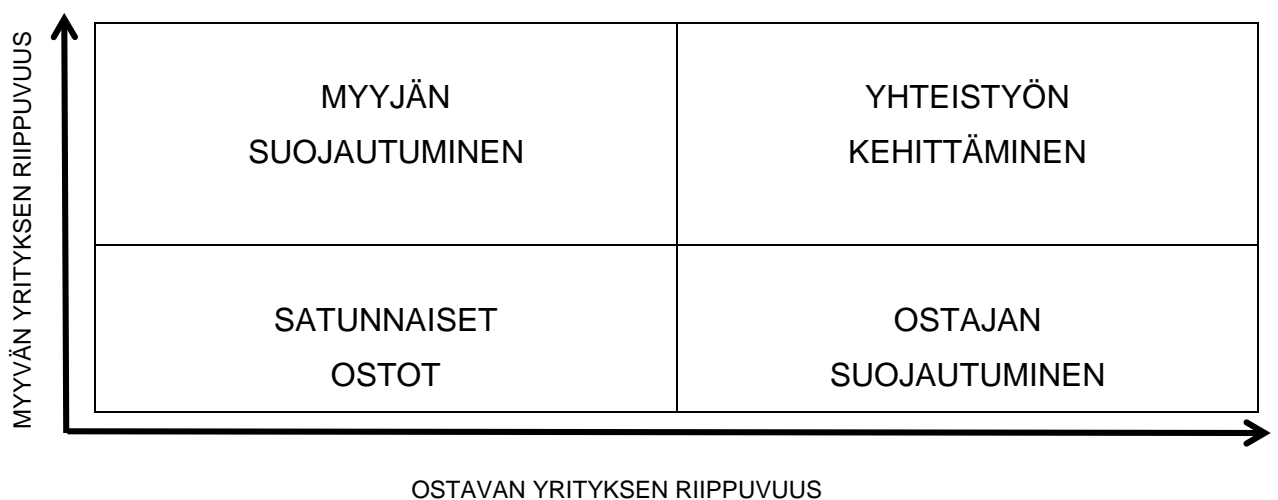 MYYVÄN YRITYKSEN RIIPPUVUUS
MYYJÄN
SUOJAUTUMINEN
YHTEISTYÖN
KEHITTÄMINEN
SATUNNAISET
OSTOT
OSTAJAN
SUOJAUTUMINEN
OSTAVAN YRITYKSEN RIIPPUVUUS